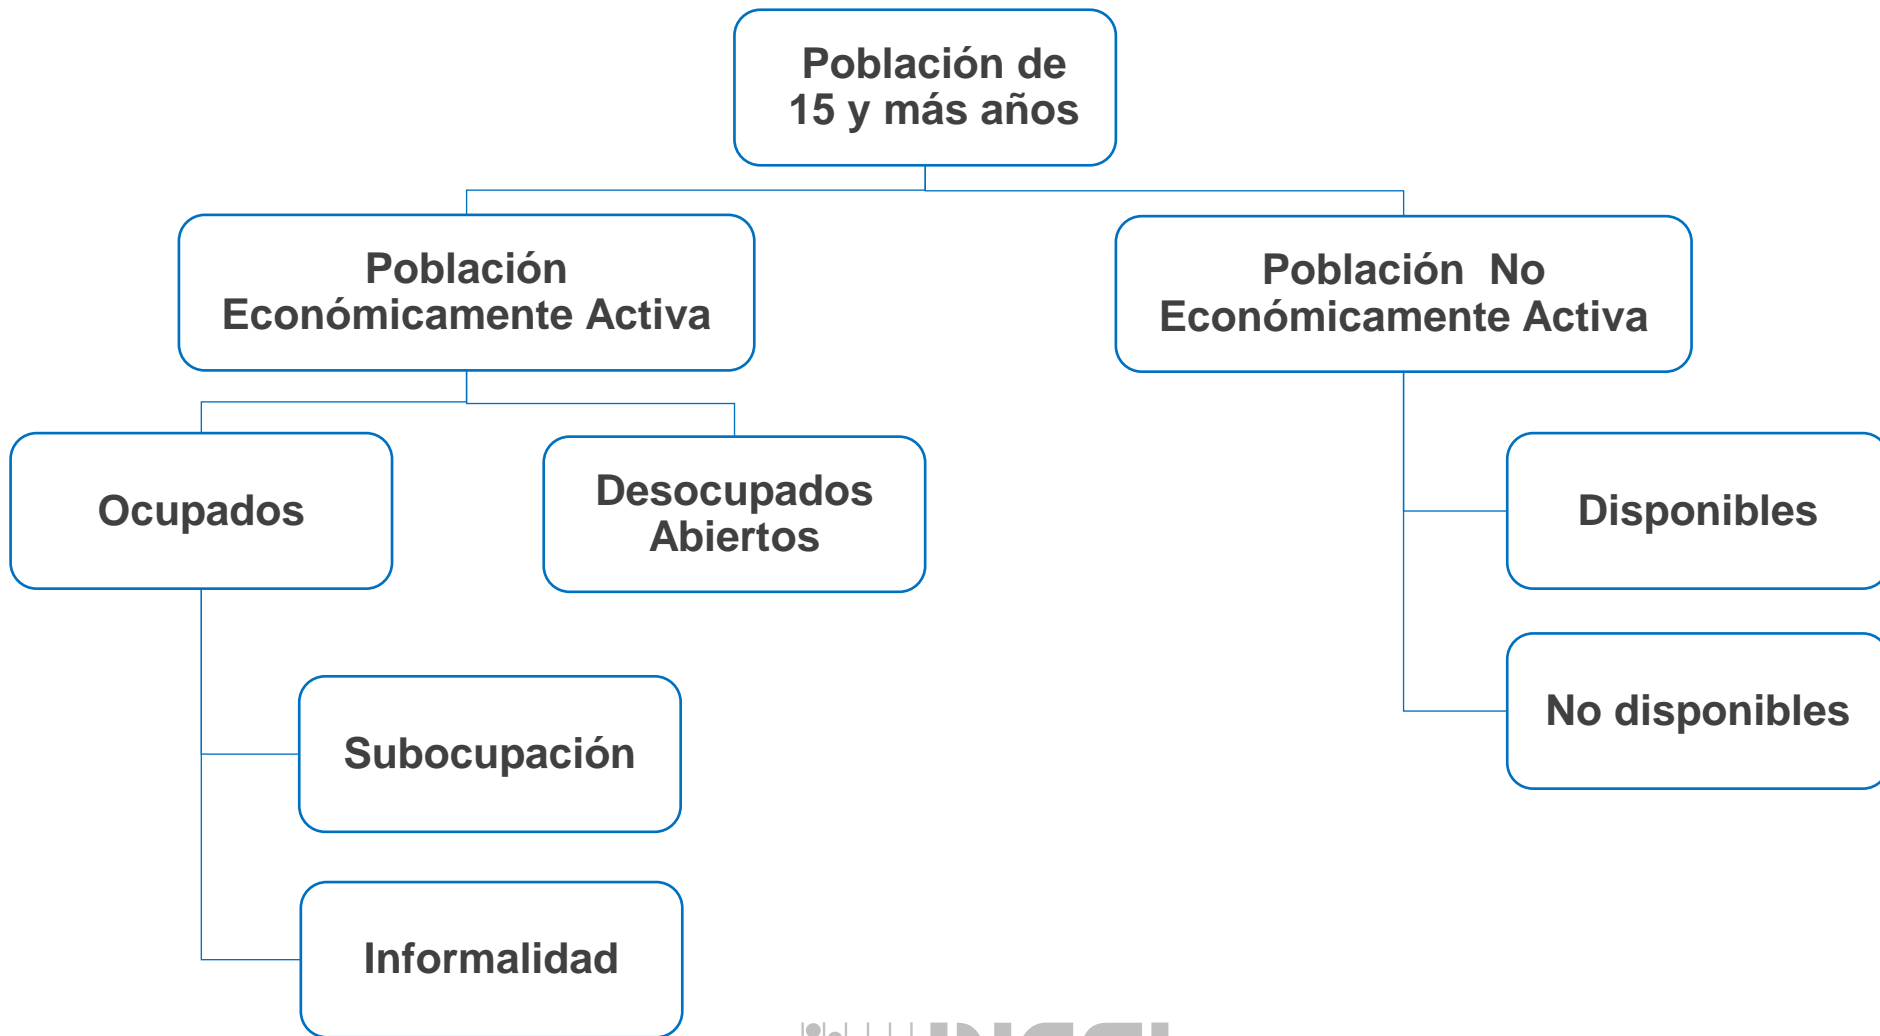 Población de
15 y más años
Población
Económicamente Activa
Población No
Económicamente Activa
Ocupados
Desocupados
Abiertos
Disponibles
No disponibles
Subocupación
Informalidad